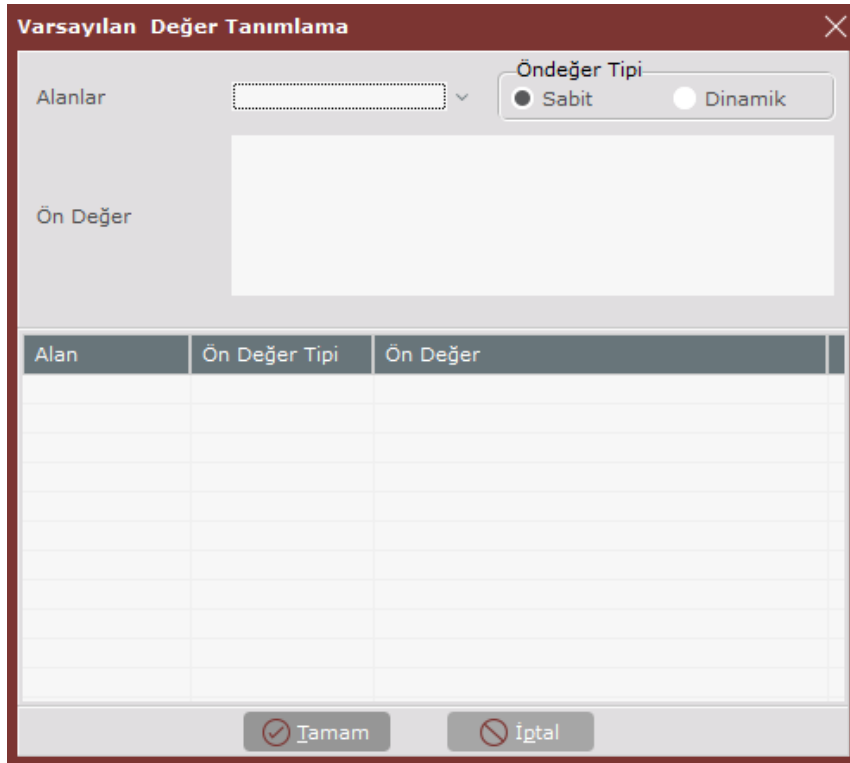 Varsayılan Değer Tanımlama
Öndeğer Tipi
Alanlar Sabit Dinamik
Ön Değer
Alan Ön Değer Tipi Ön Değer
Tamam İptal